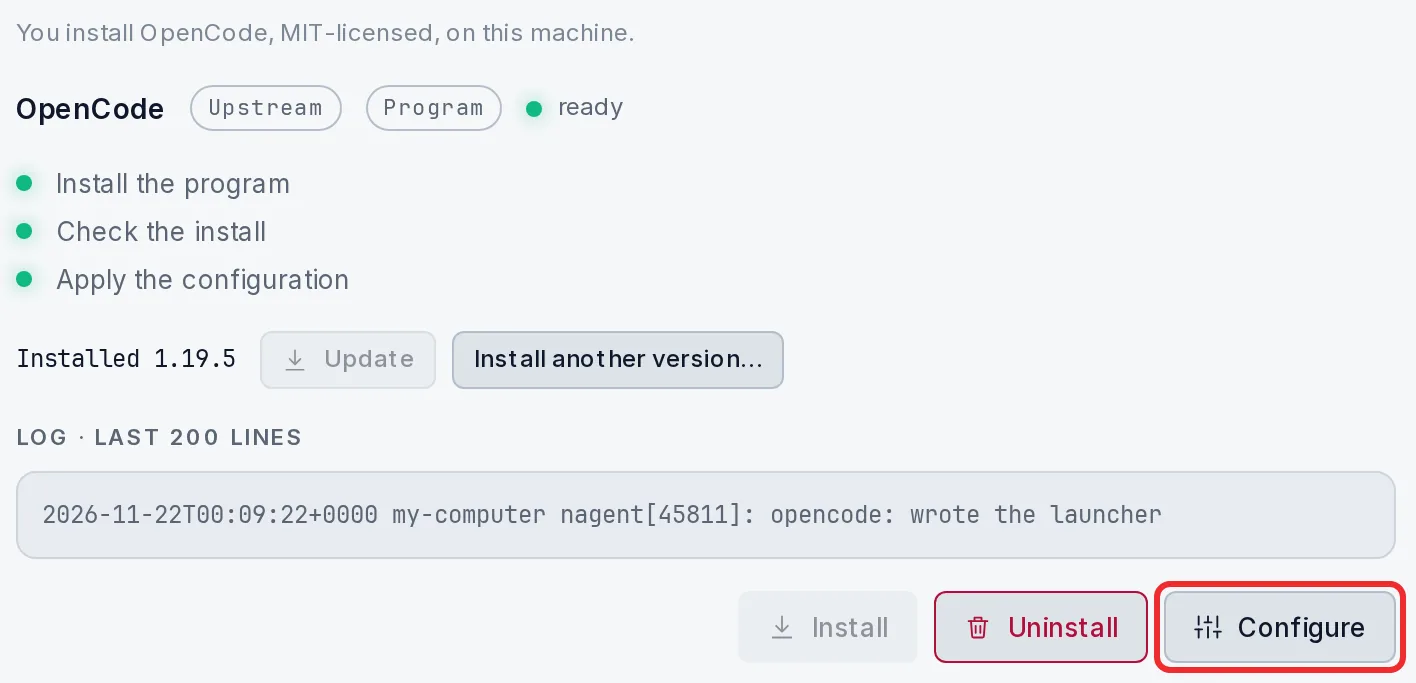 You install OpenCode, MIT-licensed, on this machine.
OpenCode Upstream Program ready
Install the program
Check the install
Apply the configuration
Installed 1.19.5 Update Install another version...
LOG · LAST 200 LINES
2026-11-22T00:09:22+0000 my-computer nagent[45811]: opencode: wrote the launcher
Install Uninstall Configure